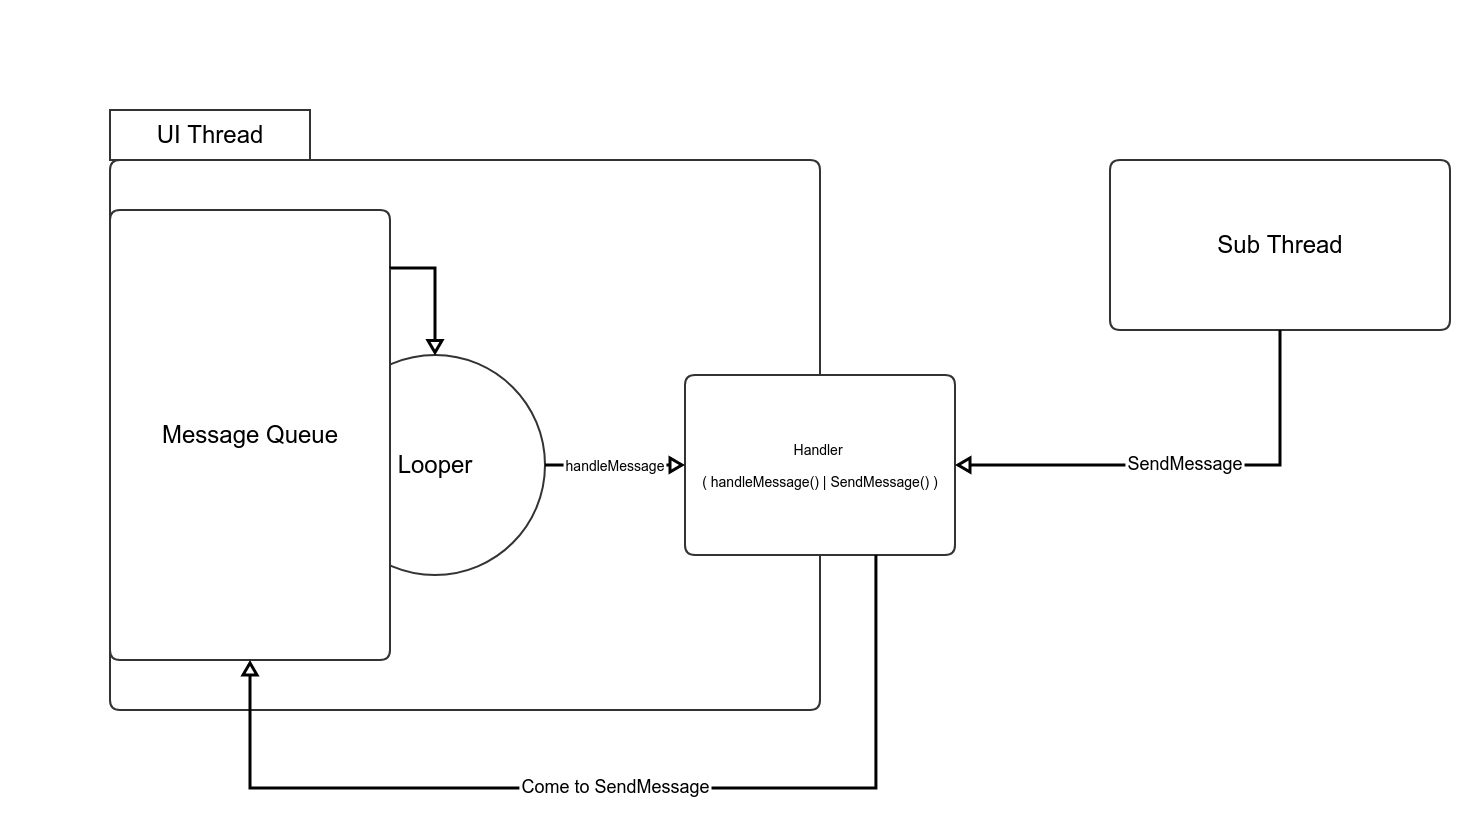 UI Thread
Sub Thread
Message Queue
Looper
handleMessage
Handler
( handleMessage() | SendMessage() )
SendMessage
Come to SendMessage